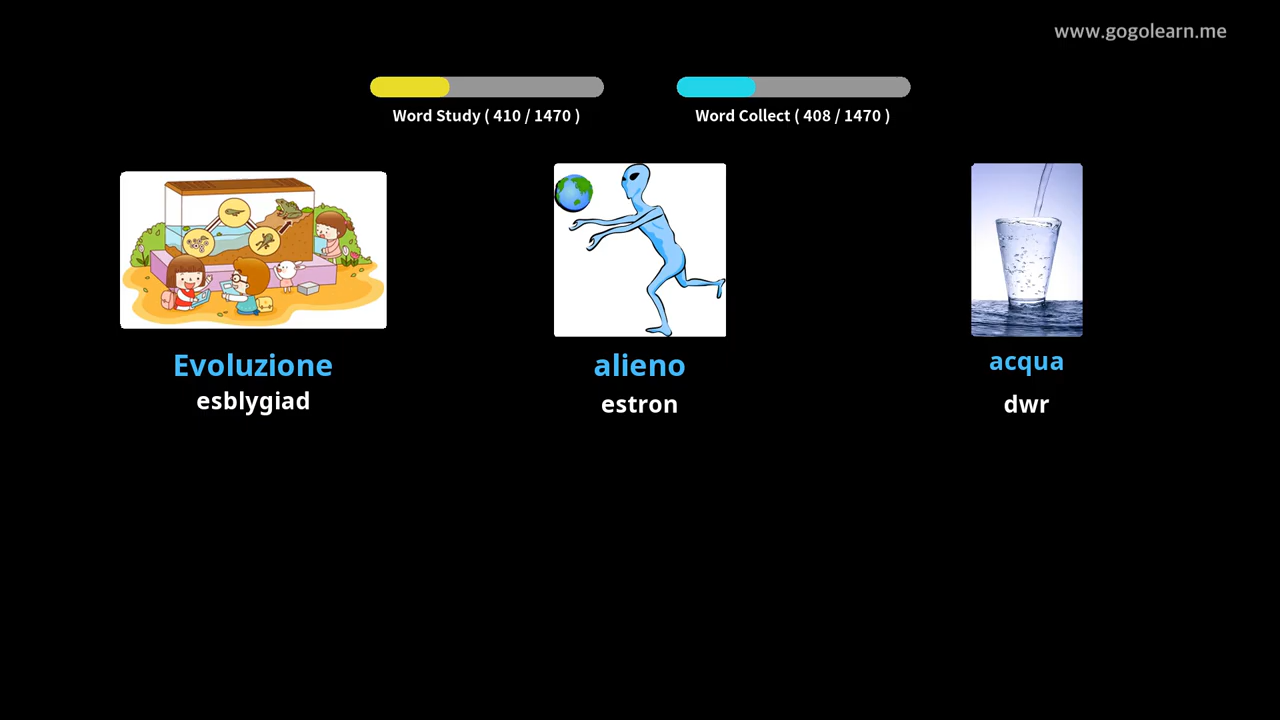 www.gogolearn.me
Word Study ( 410 / 1470 )
Word Collect ( 408 / 1470 )
Evoluzione
alieno
acqua
esblygiad
estron
dwr